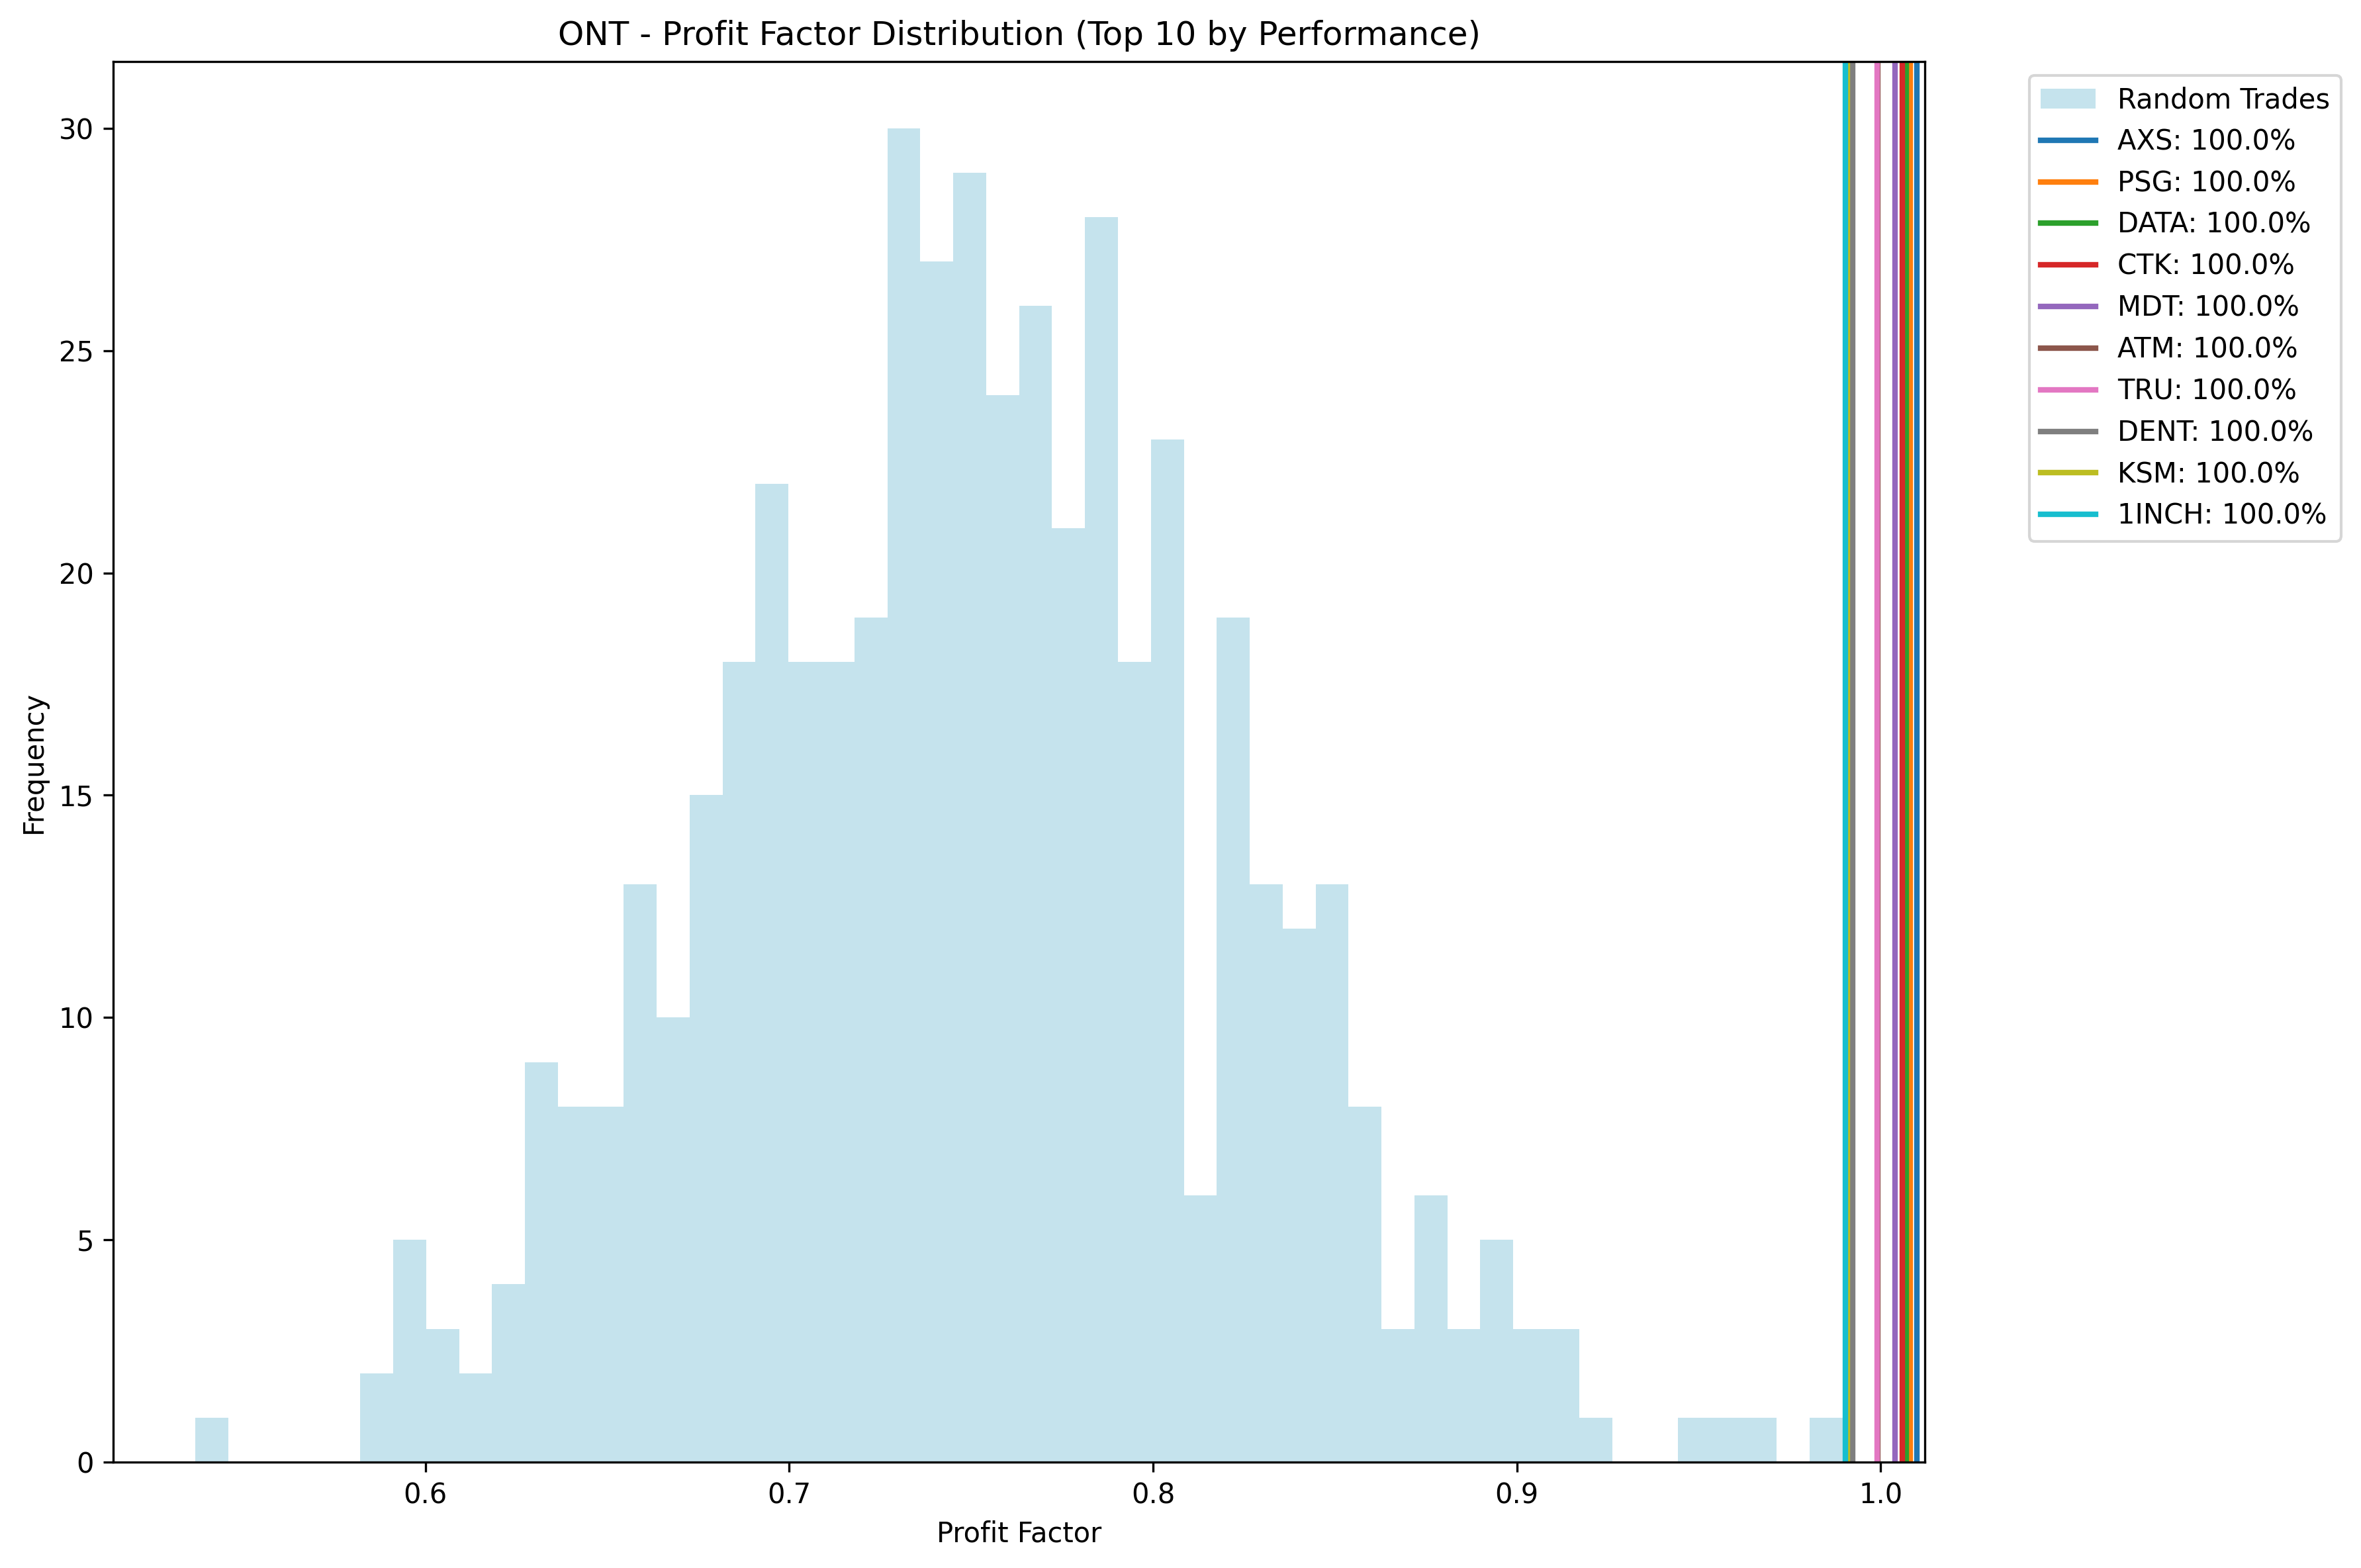 ONT - Profit Factor Distribution (Top 10 by Performance)
Random Trades
AXS: 100.0%
PSG: 100.0%
DATA: 100.0%
CTK: 100.0%
MDT: 100.0%
ATM: 100.0%
TRU: 100.0%
DENT: 100.0%
KSM: 100.0%
1INCH: 100.0%
Frequency
30
25
20
15
10
5
0
0.6
0.7
0.8
0.9
1.0
Profit Factor